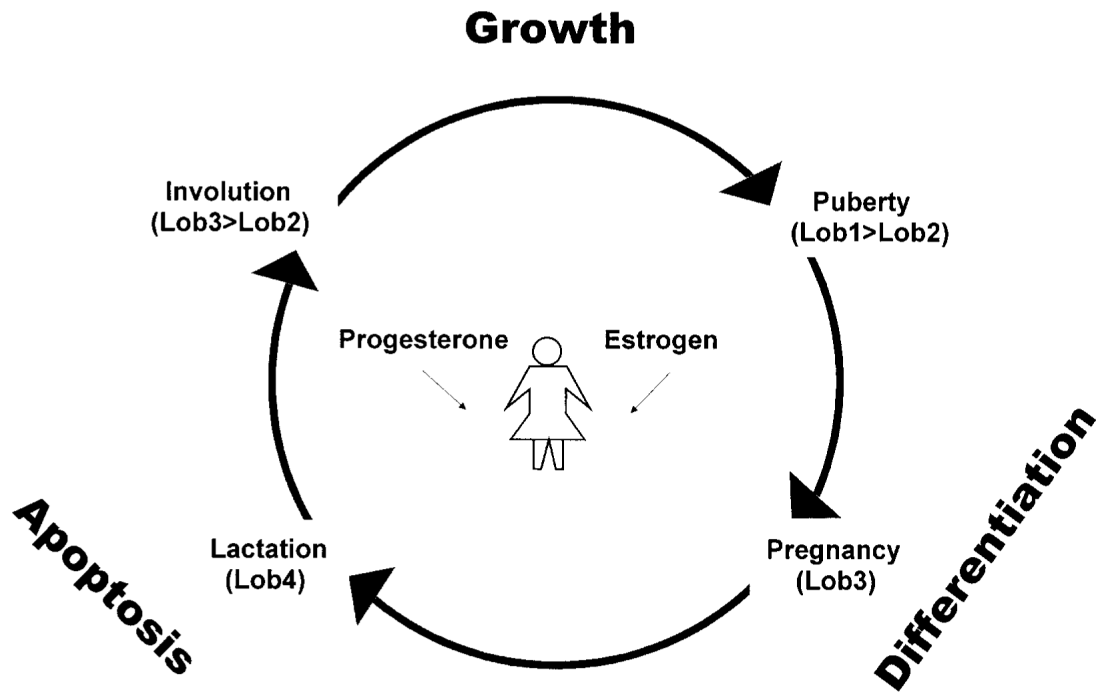 Growth
Involution
(Lob3>Lob2)
Puberty
(Lob1>Lob2)
Progesterone
Estrogen
Lactation
(Lob4)
Pregnancy
(Lob3)
Apoptosis
Differentiation